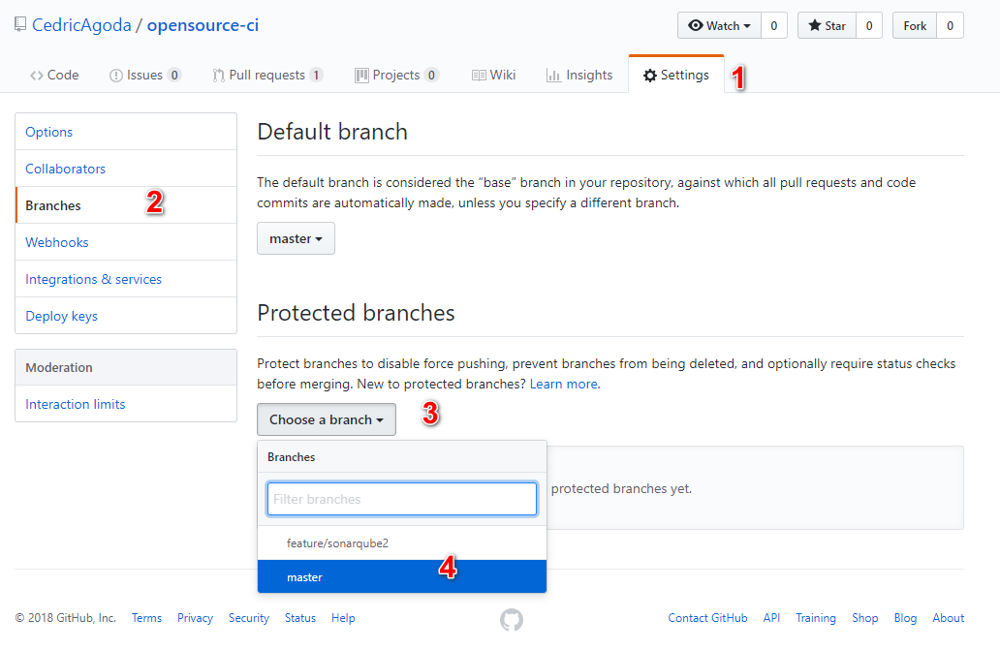 CedricAgoda / opensource-ci
Watch 0 Star 0 Fork 0
Code Issues 0 Pull requests 1 Projects 0 Wiki Insights Settings 1
Options
Collaborators
Branches 2
Webhooks
Integrations & services
Deploy keys
Moderation
Interaction limits
Default branch
The default branch is considered the “base” branch in your repository, against which all pull requests and code
commits are automatically made, unless you specify a different branch.
master
Protected branches
Protect branches to disable force pushing, prevent branches from being deleted, and optionally require status checks
before merging. New to protected branches? Learn more.
Choose a branch 3
Branches
Filter branches
protected branches yet.
feature/sonarqube2
master 4
© 2018 GitHub, Inc. Terms Privacy Security Status Help
Contact GitHub API Training Shop Blog About